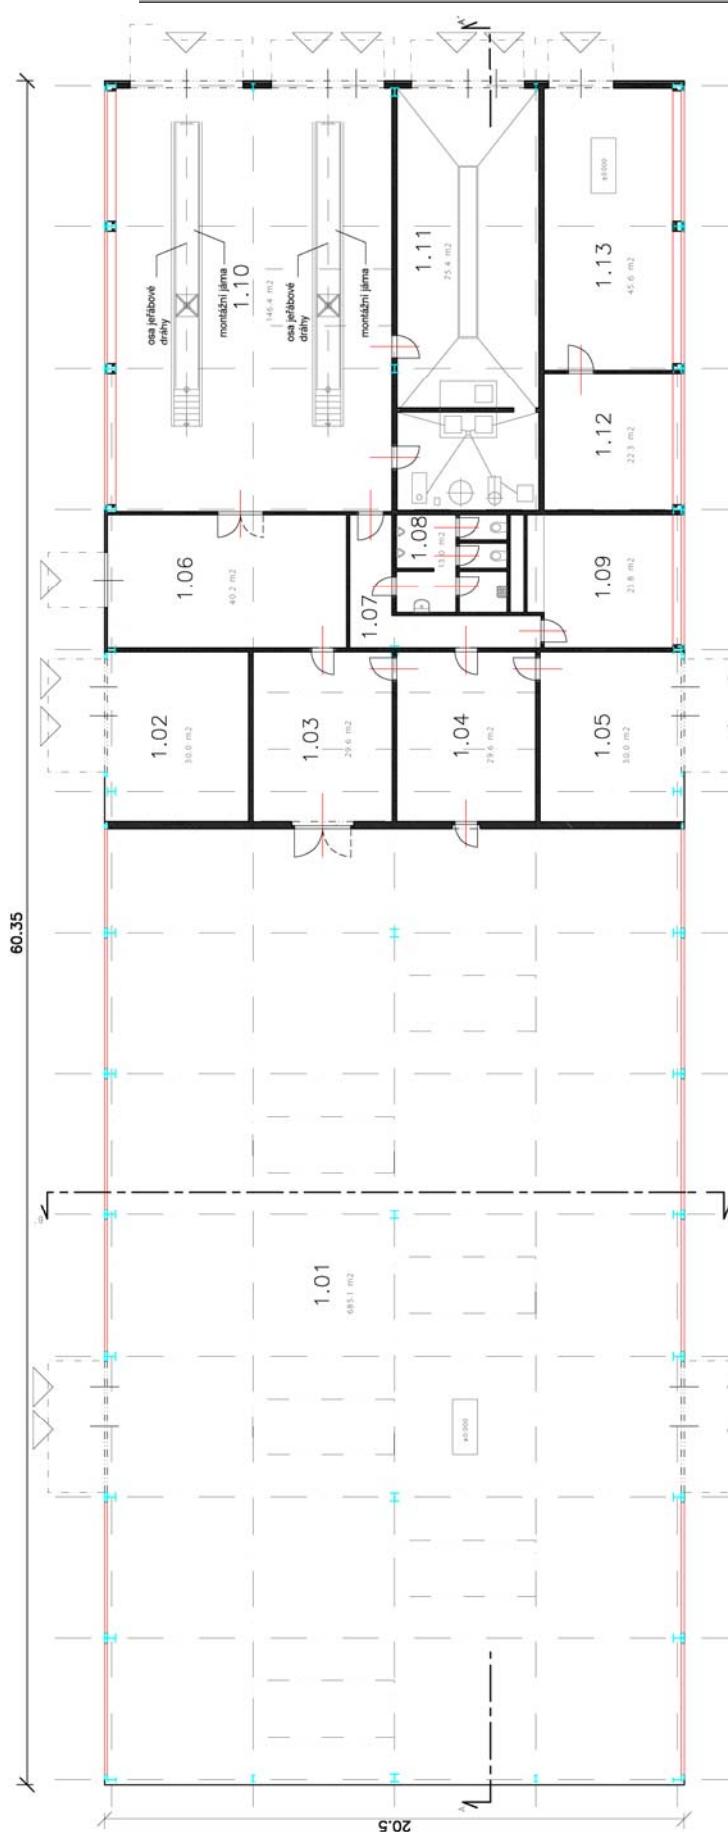 A'
osa jeřábové
dráhy
montážní jáma
1.10
146.4 m2
osa jeřábové
dráhy
montážní jáma
1.11
75.4 m2
±0.000
1.13
45.6 m2
1.12
22.3 m2
1.06
40.2 m2
1.07
1.08
13.0 m2
1.09
21.8 m2
1.02
30.0 m2
1.03
29.6 m2
1.04
29.6 m2
1.05
30.0 m2
60.35
1.01
685.1 m2
±0.000
A
20.5